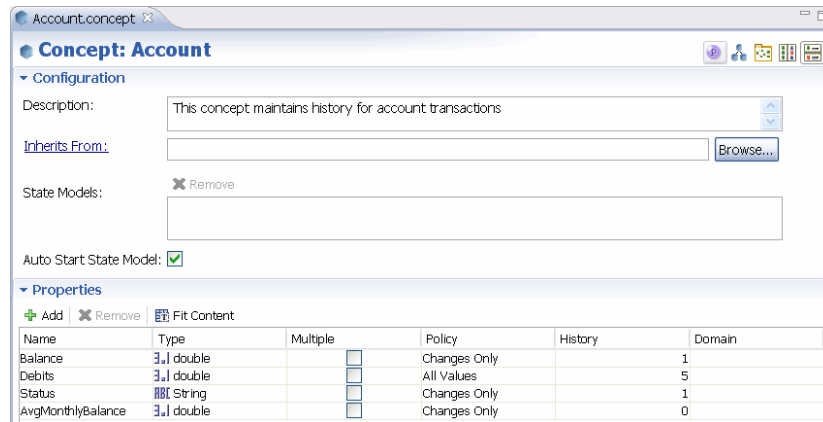 Account.concept
Concept: Account
Configuration
Description: This concept maintains history for account transactions
Inherits From: Browse...
Remove
State Models:
Auto Start State Model:
Properties
Add Remove Fit Content
Name Type Multiple Policy History Domain
Balance double Changes Only 1
Debits double All Values 5
Status String Changes Only 1
AvgMonthlyBalance double Changes Only 0